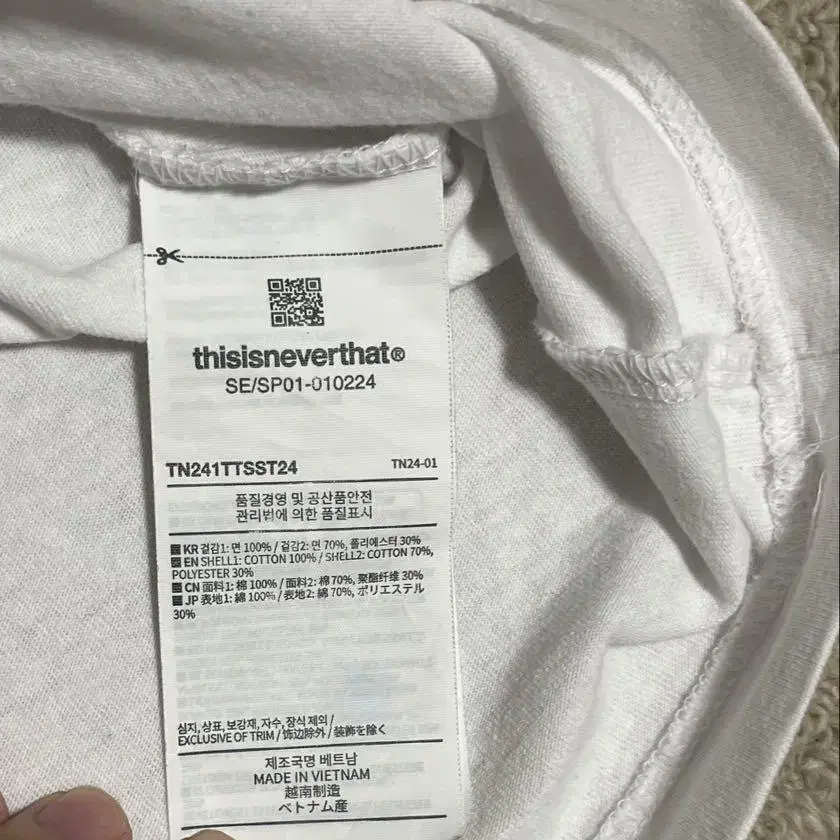 thisisneverthat®
SE/SP01-010224
TN241TTSST24
TN24-01
품질경영 및 공산품안전
관리법에 의한 품질표시
KR 겉감1: 면 100% / 겉감2: 면 70%, 폴리에스터 30%
EN SHELL1: COTTON 100% / SHELL2: COTTON 70%,
POLYESTER 30%
CN 面料1: 棉 100% / 面料2: 棉 70%, 聚酯纤维 30%
JP 表地1: 綿 100% / 表地2: 綿 70%, ポリエステル
30%
심지, 상표, 보강재, 자수, 장식 제외 /
EXCLUSIVE OF TRIM / 饰边除外 / 装飾を除く
제조국명 베트남
MADE IN VIETNAM
越南制造
ベトナム産